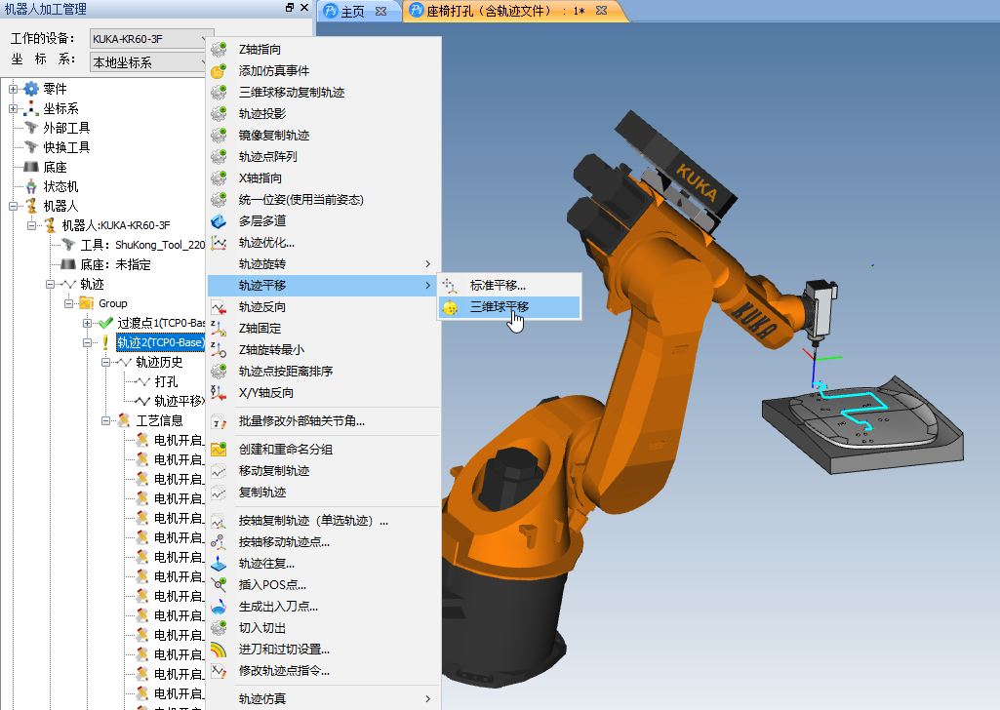 机器人加工管理
主页
座椅打孔（含轨迹文件） : 1*
工作的设备:
KUKA-KR60-3F
坐 标 系:
本地坐标系
零件
坐标系
外部工具
快换工具
底座
状态机
机器人
机器人:KUKA-KR60-3F
工具: ShuKong_Tool_220
底座: 未指定
轨迹
Group
过渡点1(TCP0-Bas
轨迹2(TCP0-Base)
轨迹历史
打孔
轨迹平移
工艺信息
电机开启_
电机开启_
电机开启_
电机开启_
电机开启_
电机开启_
电机开启_
电机开启_
电机开启_
电机开启_
电机开启_
电机开启_
电机开启_
电机开启_
Z轴指向
添加仿真事件
三维球移动复制轨迹
轨迹投影
镜像复制轨迹
轨迹点阵列
X轴指向
统一位姿(使用当前姿态)
多层多道
轨迹优化...
轨迹旋转
轨迹平移
轨迹反向
Z轴固定
Z轴旋转最小
轨迹点按距离排序
X/Y轴反向
批量修改外部轴关节角...
创建和重命名分组
移动复制轨迹
复制轨迹
按轴复制轨迹（单选轨迹）...
按轴移动轨迹点...
轨迹往复...
插入POS点...
生成出入刀点...
切入切出
进刀和过切设置...
修改轨迹点指令...
轨迹仿真
标准平移...
三维球平移
KUKA
KUKA